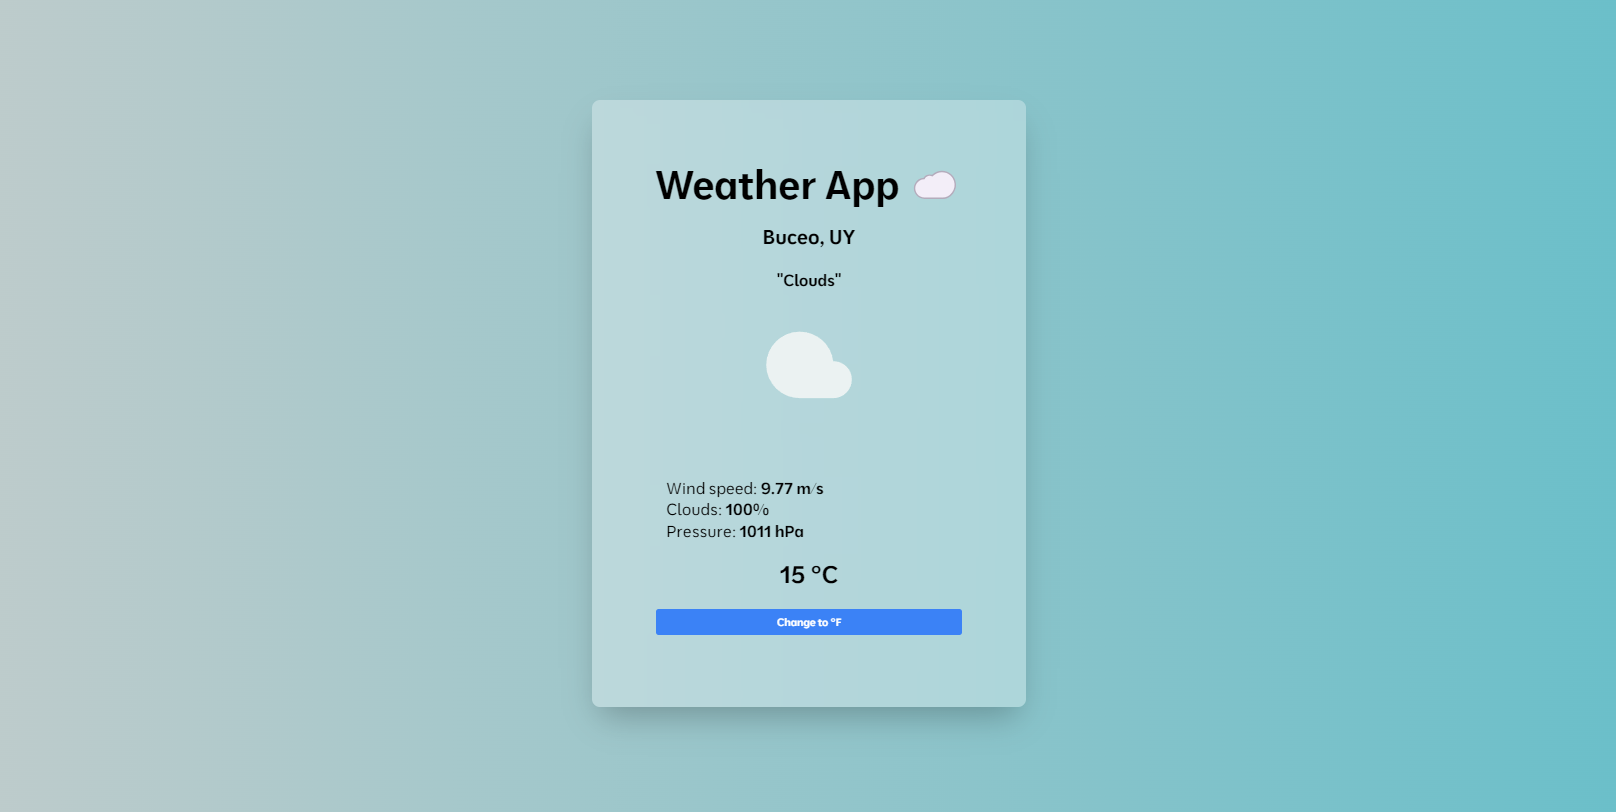 Weather App
Buceo, UY
"Clouds"
Wind speed: 9.77 m/s
Clouds: 100%
Pressure: 1011 hPa
15 °C
Change to °F